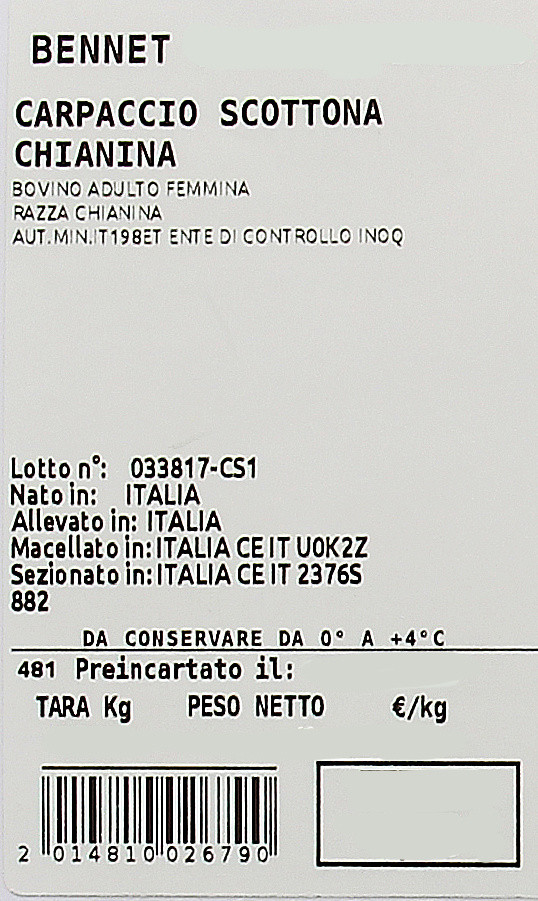 BENNET
CARPACCIO SCOTTONA
CHIANINA
BOVINO ADULTO FEMMINA
RAZZA CHIANINA
AUT.MIN.IT198ET ENTE DI CONTROLLO INOQ
Lotto n°: 033817-CS1
Nato in: ITALIA
Allevato in: ITALIA
Macellato in: ITALIA CE IT U0K2Z
Sezionato in: ITALIA CE IT 2376S
882
DA CONSERVARE DA 0° A +4°C
481 Preincartato il:
TARA Kg PESO NETTO €/kg
2 014810 026790